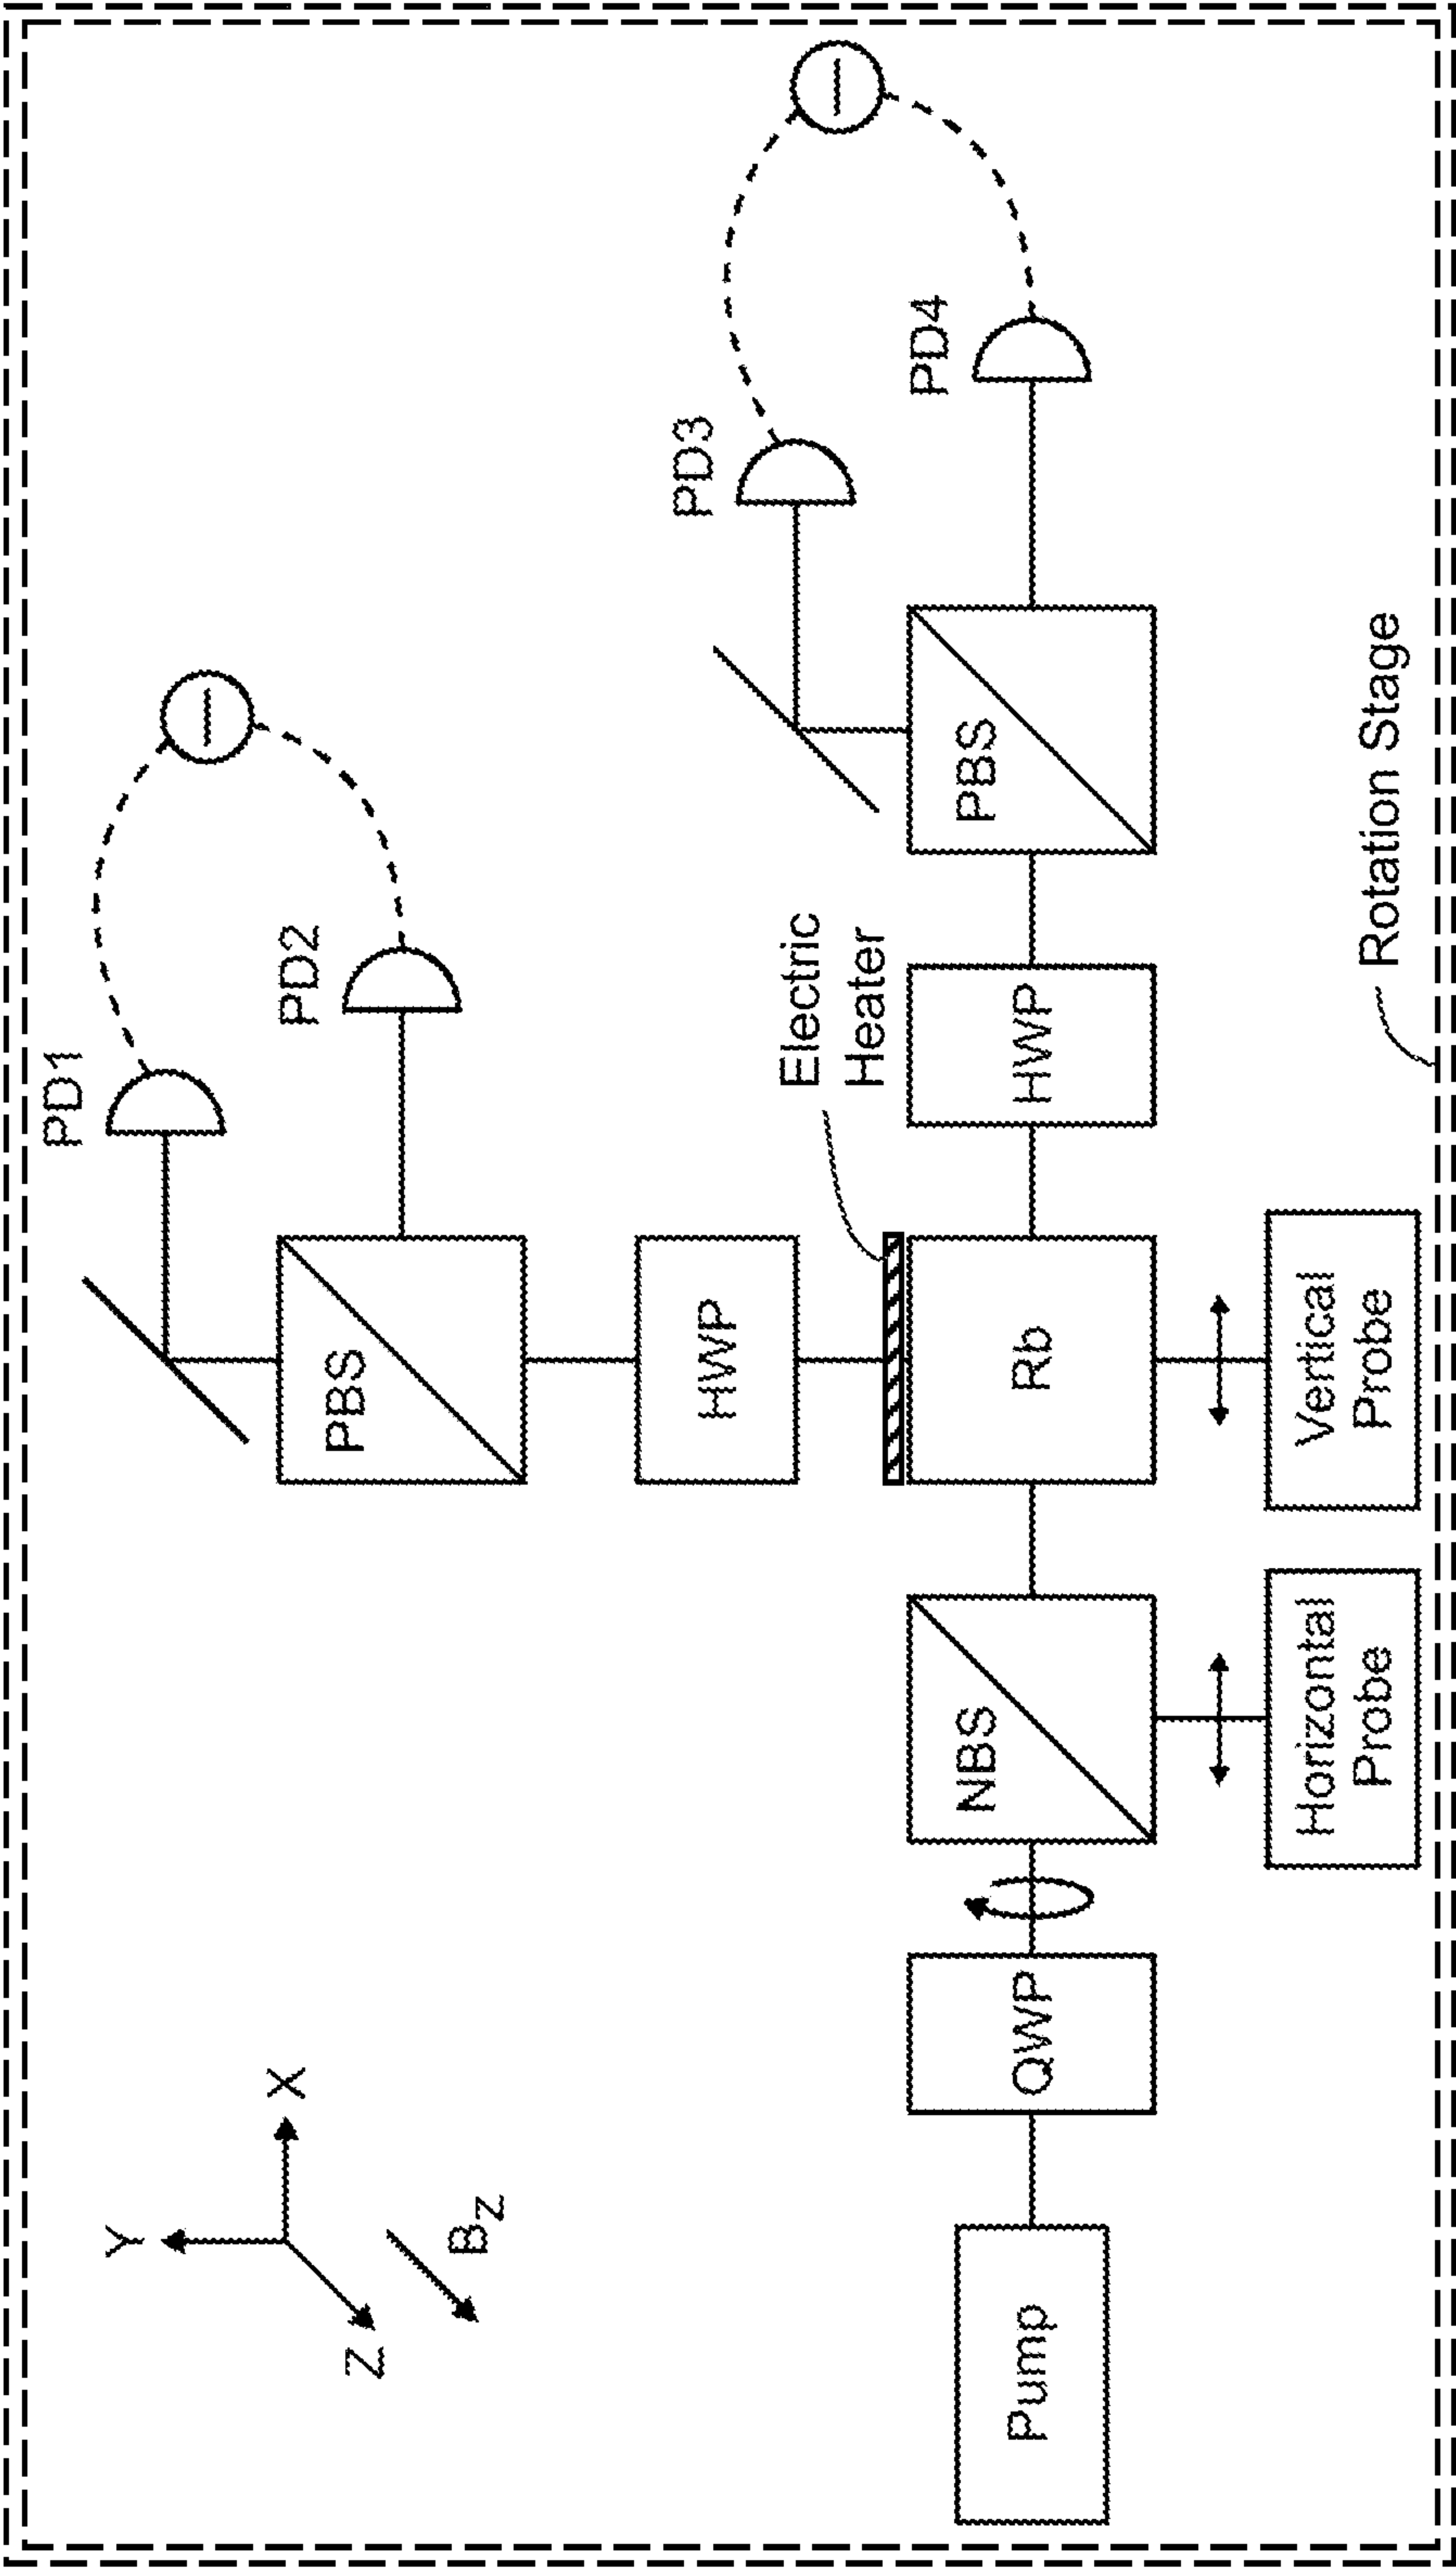 PD1
PD2
PBS
HWP
PD3
PD4
PBS
HWP
Electric
Heater
Rb
NBS
QWP
Pump
Vertical
Probe
Horizontal
Probe
Rotation Stage
Y
X
Z
BZ